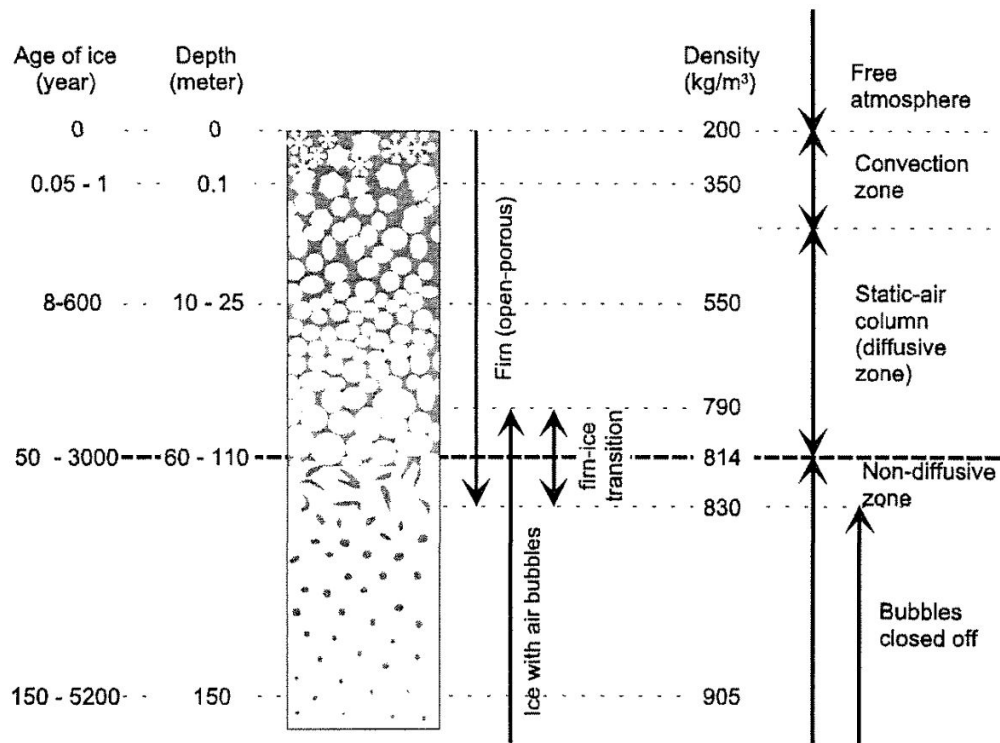 Age of ice
(year)
Depth
(meter)
Density
(kg/m³)
Free
atmosphere
0
0
200
Convection
zone
0.05 - 1
0.1
350
8-600
10 - 25
550
Static-air
column
(diffusive
zone)
Firn (open-porous)
790
firn-ice
transition
50 - 3000
60 - 110
814
Non-diffusive
zone
830
Ice with air bubbles
Bubbles
closed off
150 - 5200
150
905